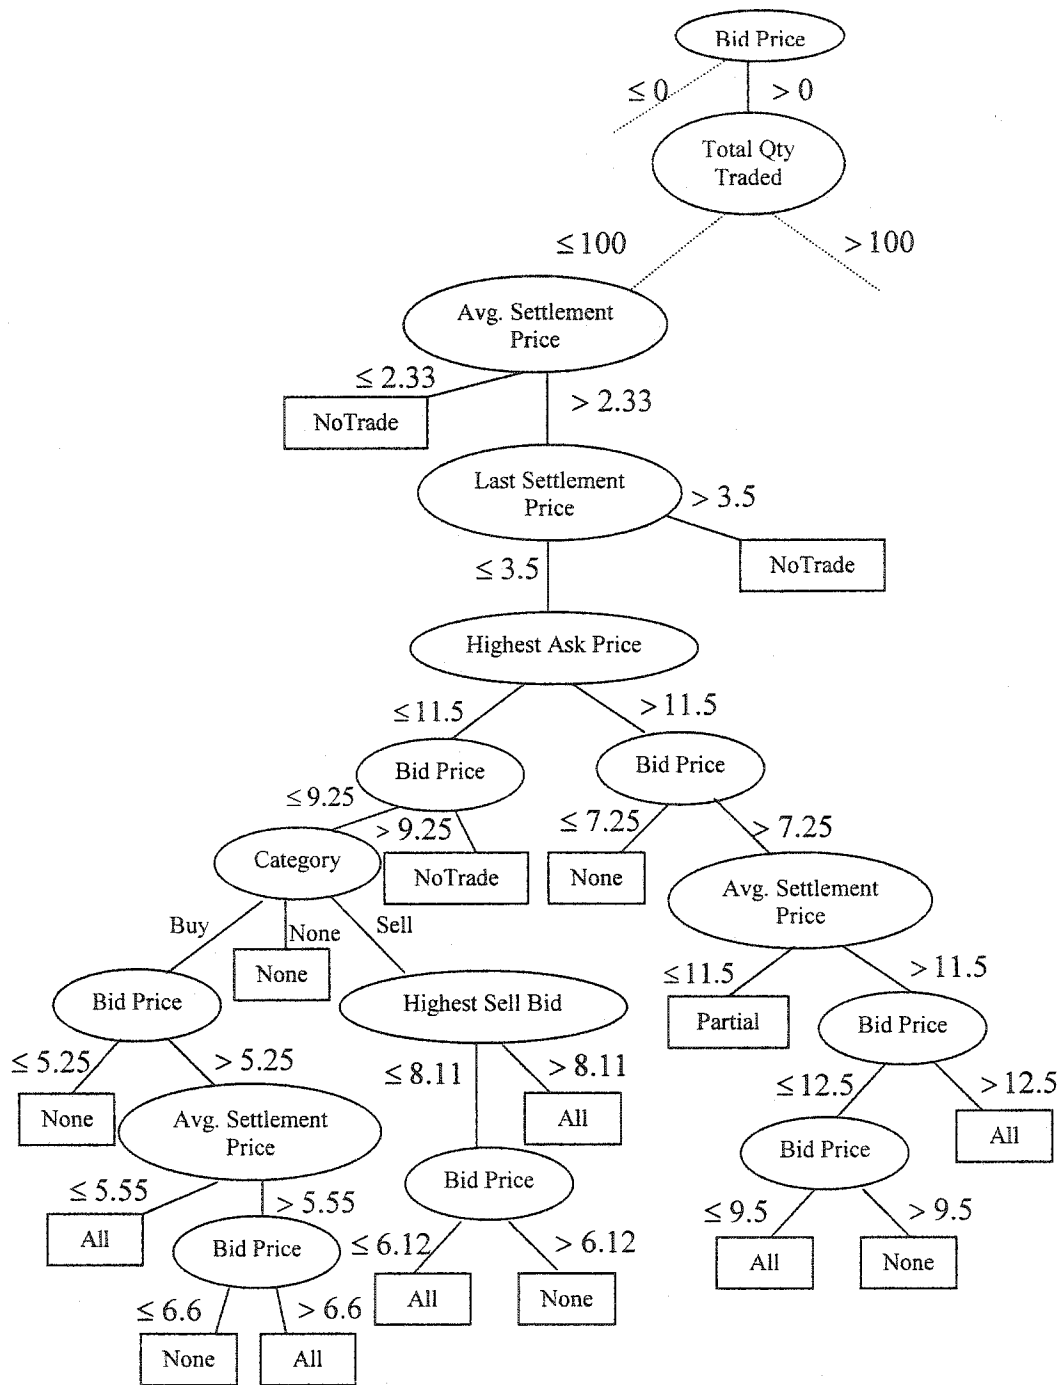 Bid Price
≤ 0
> 0
Total Qty
Traded
≤ 100
> 100
Avg. Settlement
Price
≤ 2.33
> 2.33
NoTrade
Last Settlement
Price
> 3.5
≤ 3.5
NoTrade
Highest Ask Price
≤ 11.5
> 11.5
Bid Price
Bid Price
≤ 9.25
> 9.25
≤ 7.25
> 7.25
Category
NoTrade
None
Avg. Settlement
Price
Buy
None
Sell
None
≤ 11.5
> 11.5
Bid Price
Highest Sell Bid
Partial
Bid Price
≤ 5.25
> 5.25
≤ 8.11
> 8.11
≤ 12.5
> 12.5
None
Avg. Settlement
Price
All
All
Bid Price
Bid Price
≤ 5.55
> 5.55
All
Bid Price
≤ 6.12
> 6.12
≤ 9.5
> 9.5
All
None
All
None
≤ 6.6
> 6.6
None
All